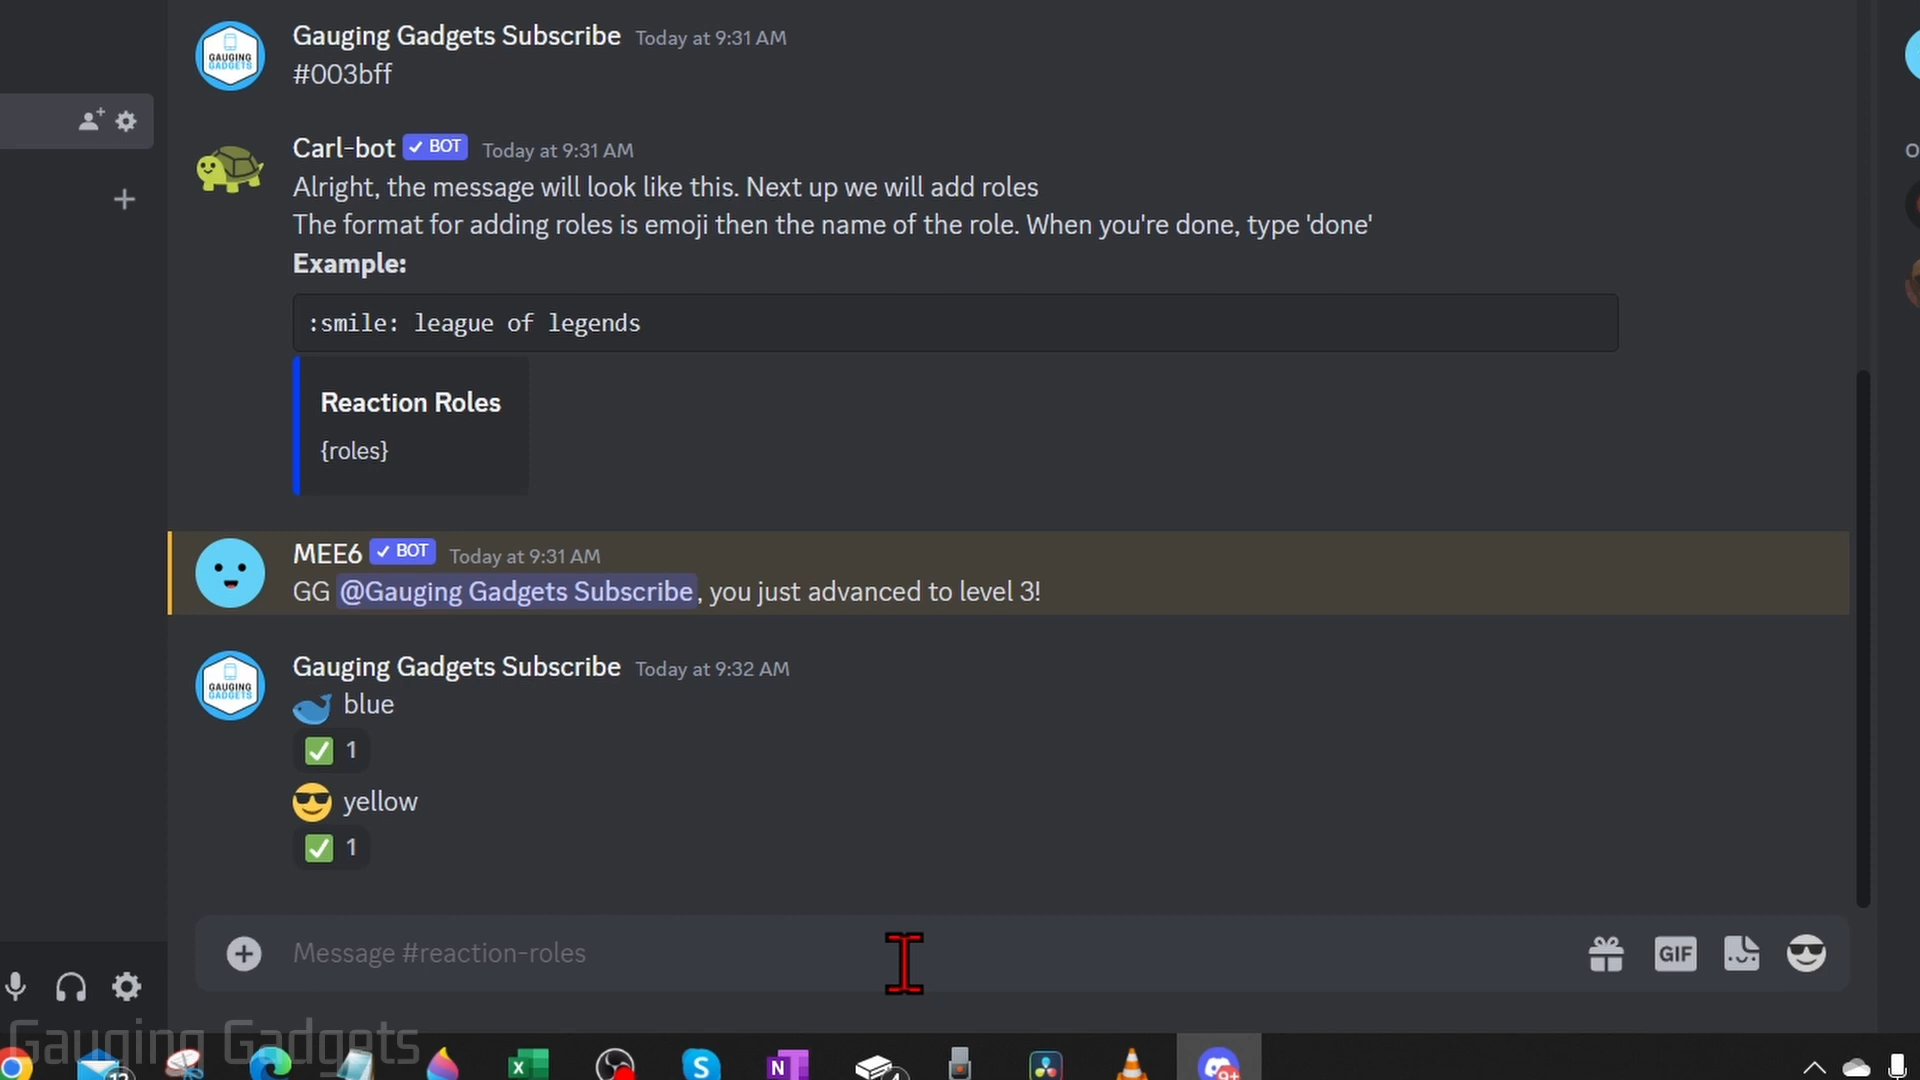 Gauging Gadgets Subscribe Today at 9:31 AM
GAUGING
GADGETS
#003bff
Carl-bot ✓ BOT Today at 9:31 AM
Alright, the message will look like this. Next up we will add roles
The format for adding roles is emoji then the name of the role. When you're done, type 'done'
Example:
:smile: league of legends
Reaction Roles
{roles}
MEE6 ✓ BOT Today at 9:31 AM
GG @Gauging Gadgets Subscribe, you just advanced to level 3!
Gauging Gadgets Subscribe Today at 9:32 AM
GAUGING
GADGETS
blue
1
yellow
1
Message #reaction-roles
GIF
Gauging Gadgets